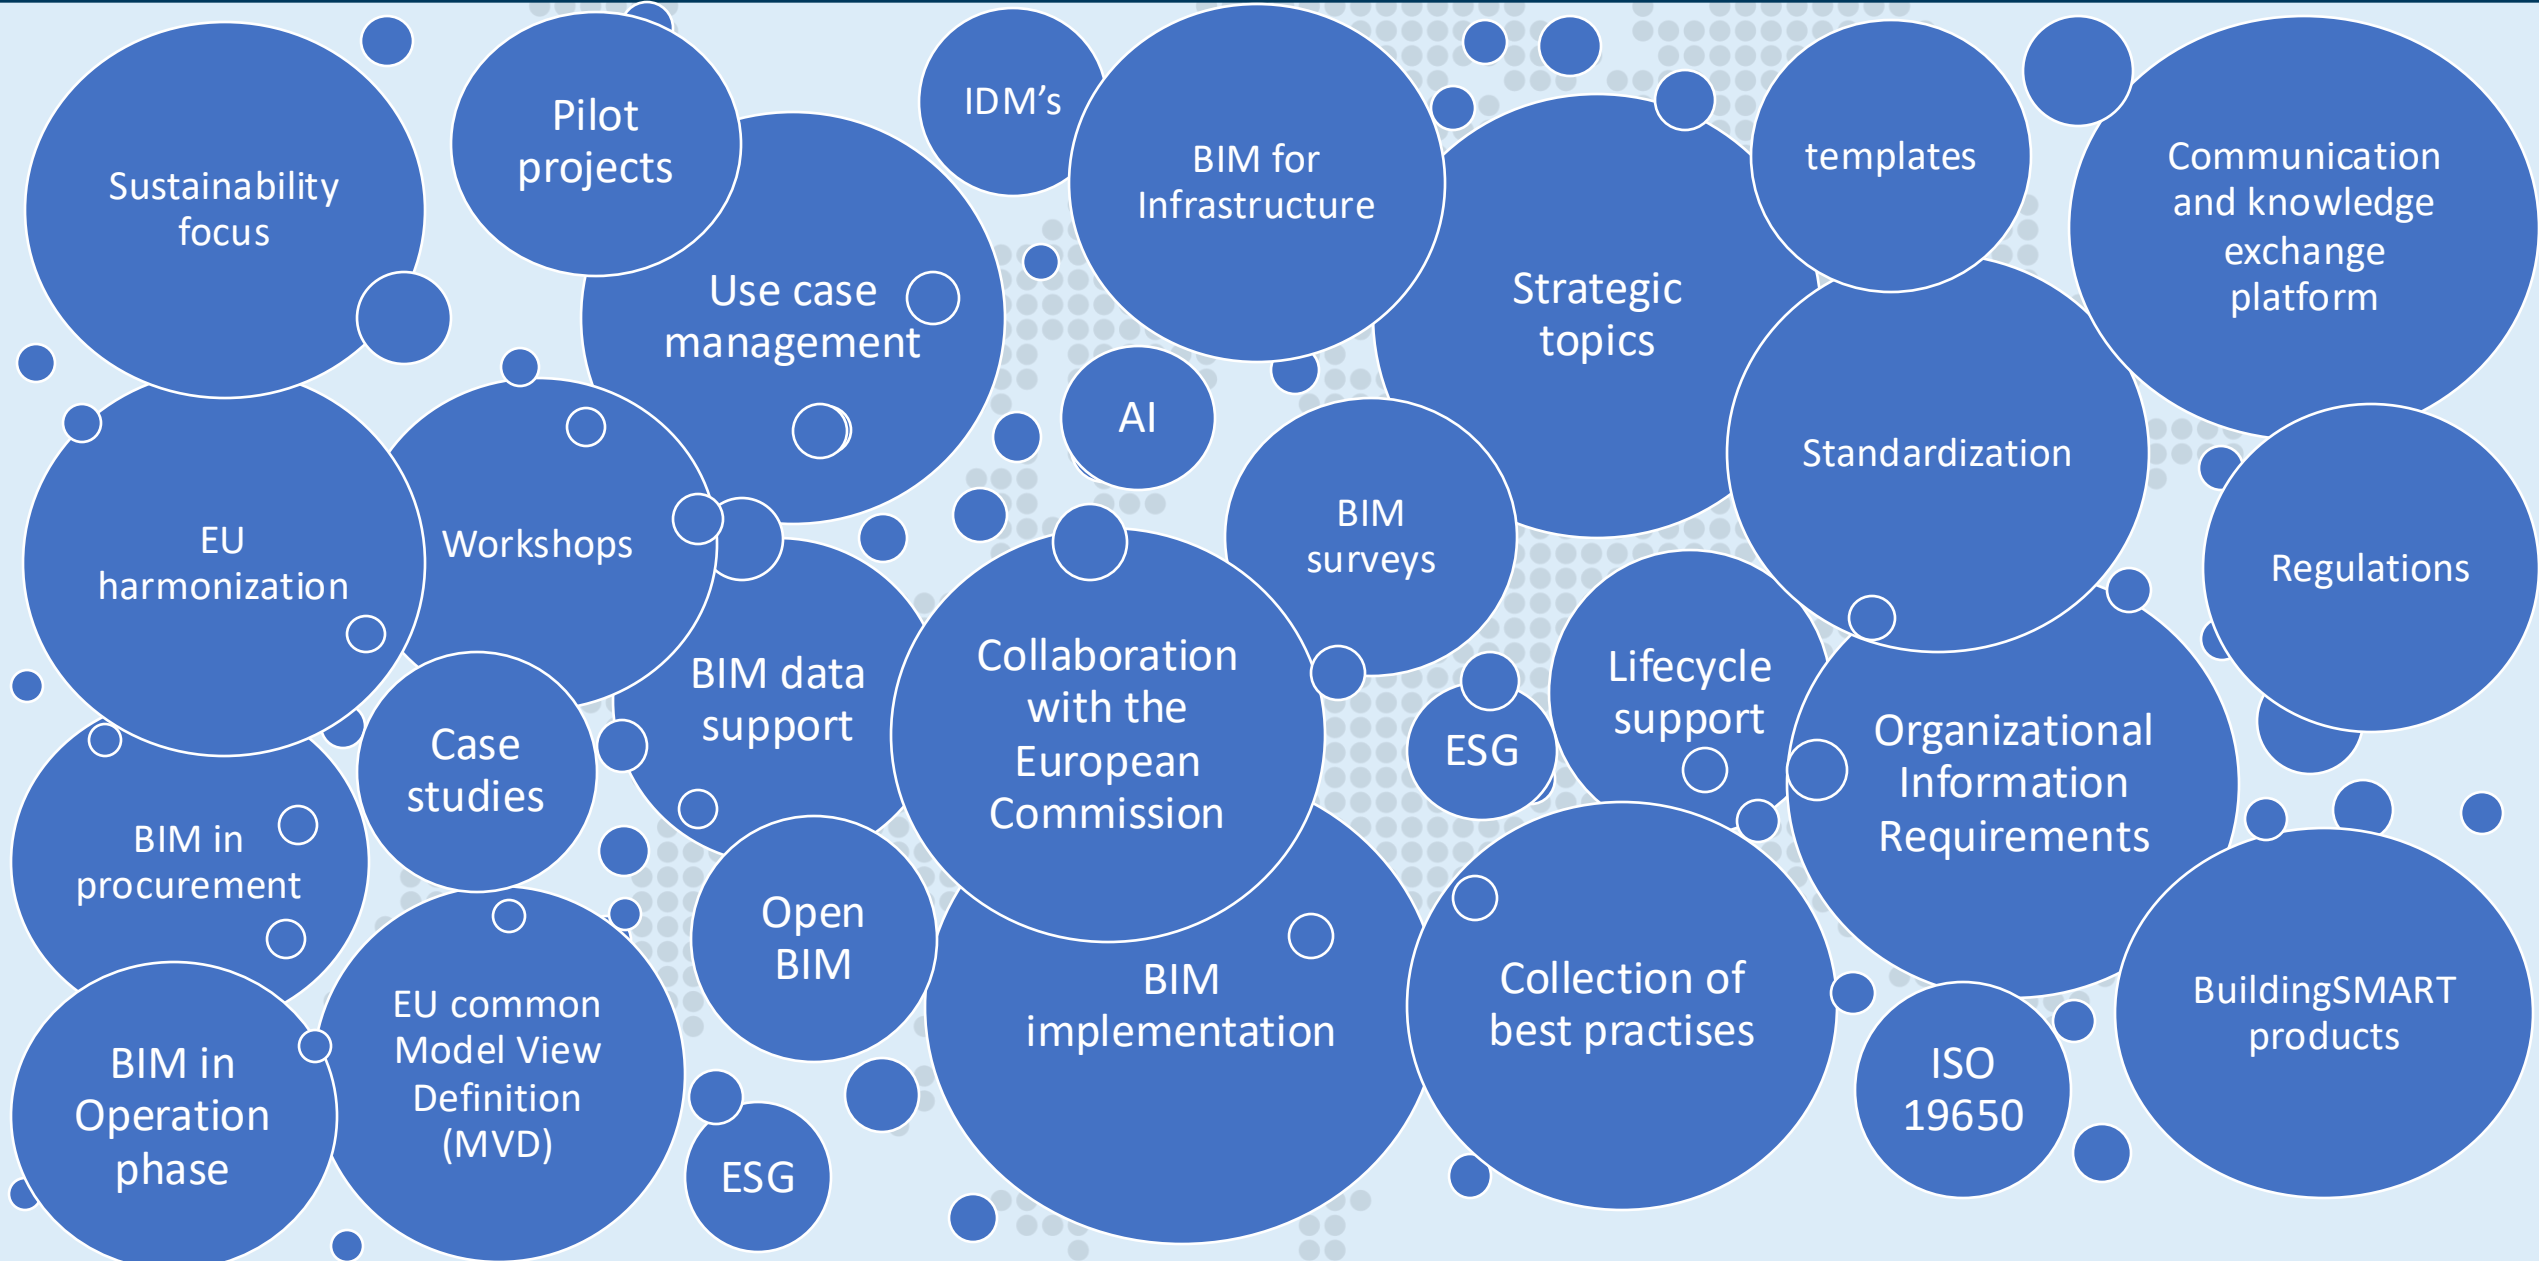 Sustainability
focus
Pilot
projects
IDM's
BIM for
Infrastructure
templates
Communication
and knowledge
exchange
platform
Use case
management
Strategic
topics
AI
Standardization
EU
harmonization
Workshops
BIM
surveys
Regulations
BIM data
support
Collaboration
with the
European
Commission
ESG
Lifecycle
support
Organizational
Information
Requirements
Case
studies
BIM in
procurement
Open
BIM
BIM
implementation
Collection of
best practises
BuildingSMART
products
BIM in
Operation
phase
EU common
Model View
Definition
(MVD)
ESG
ISO
19650